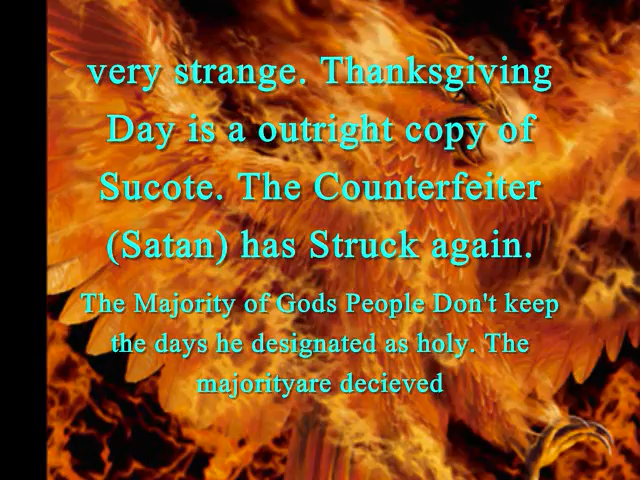 very strange. Thanksgiving
Day is a outright copy of
Sucote. The Counterfeiter
(Satan) has Struck again.
The Majority of Gods People Don't keep
the days he designated as holy. The
majorityare decieved